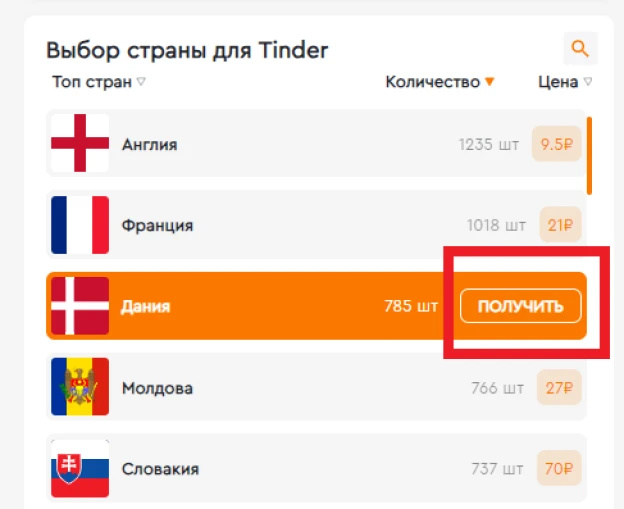 Выбор страны для Tinder
Топ стран Количество Цена
Англия 1235 шт 9.5₽
Франция 1018 шт 21₽
Дания 785 шт ПОЛУЧИТЬ
Молдова 766 шт 27₽
Словакия 737 шт 70₽